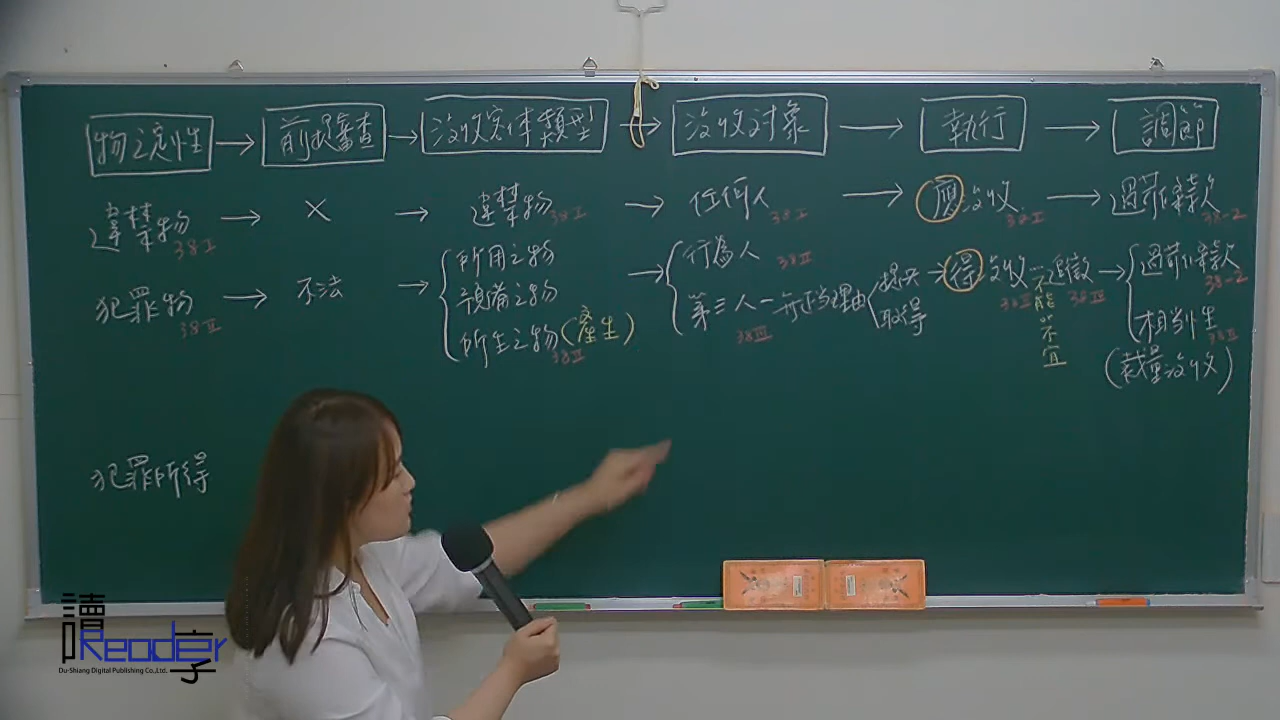 物之定性 → 前提審查 → 沒收客体類型 → 沒收對象 → 執行 → 調節
違禁物 38I → × → 違禁物 38I → 任何人 38I → 應沒收 38I → 過苛條款 38-2
犯罪物 38II → 不法 → 所用之物
預備之物
所生之物(產生) 38II
→ 行為人 38II
第三人-無正当理由 提供 取得 38III
→ 得沒收 38II 追徵 38IV
不能or不宜
→ 過苛條款 38-2
相当性 38II
(裁量沒收)
犯罪所得
讀享
Reader
Du-Shiang Digital Publishing Co.,Ltd.